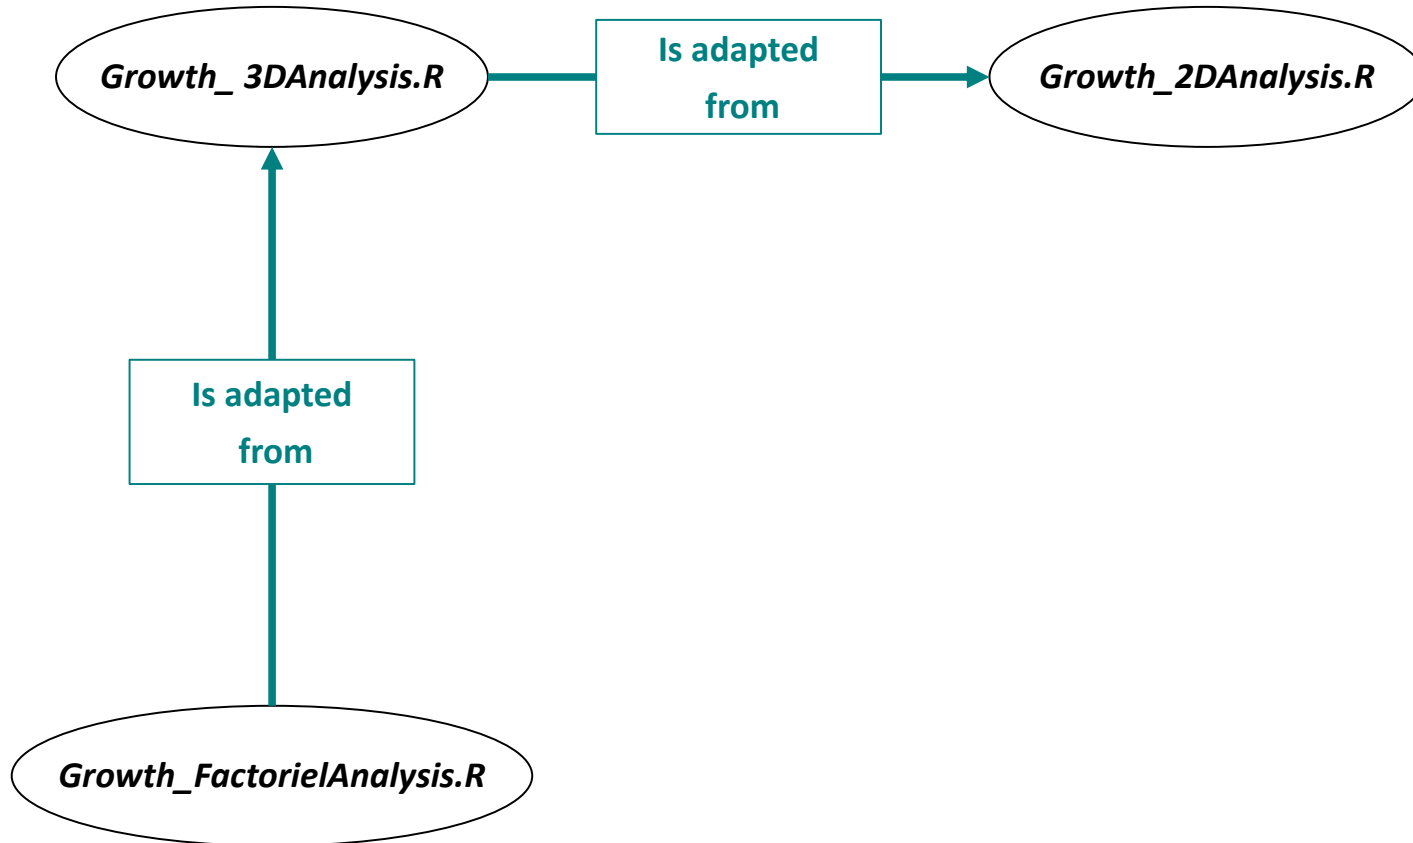 Growth_ 3DAnalysis.R
Is adapted
from
Growth_2DAnalysis.R
Is adapted
from
Growth_FactorielAnalysis.R